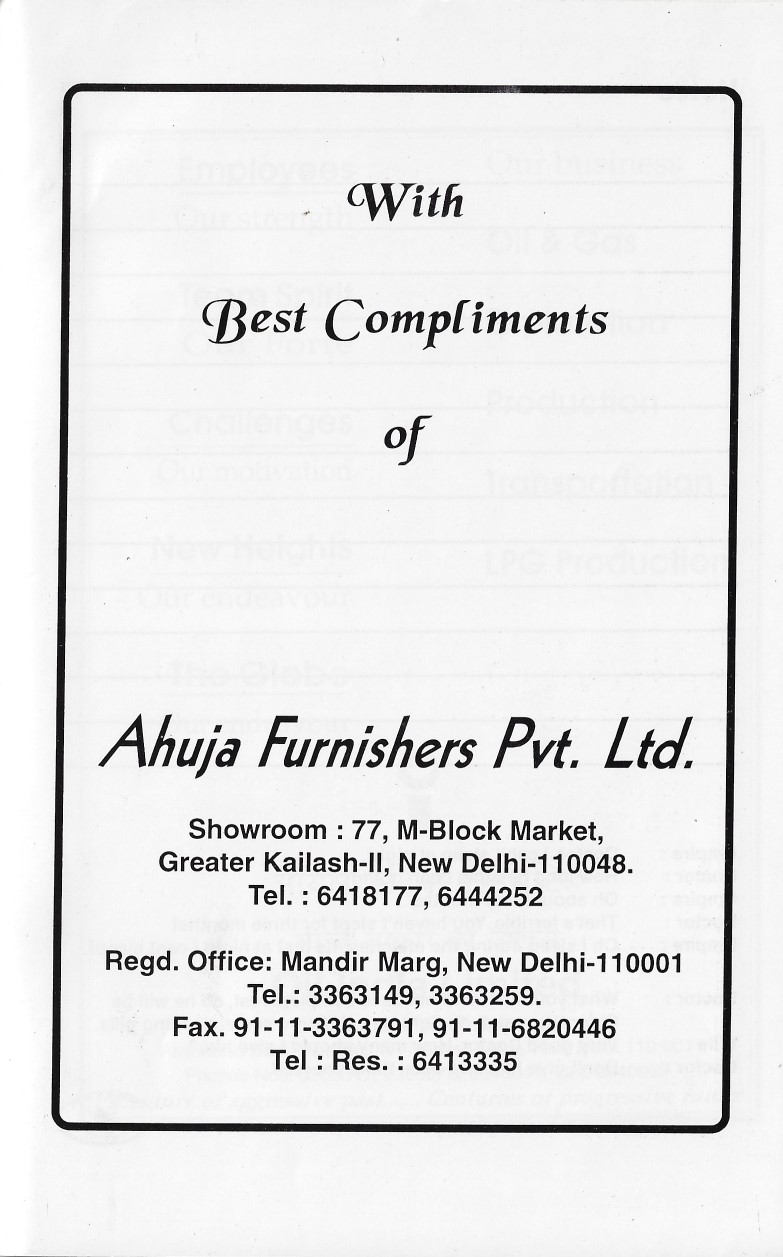 With
Best Compliments
of
Ahuja Furnishers Pvt. Ltd.
Showroom : 77, M-Block Market,
Greater Kailash-II, New Delhi-110048.
Tel. : 6418177, 6444252
Regd. Office: Mandir Marg, New Delhi-110001
Tel.: 3363149, 3363259.
Fax. 91-11-3363791, 91-11-6820446
Tel : Res. : 6413335